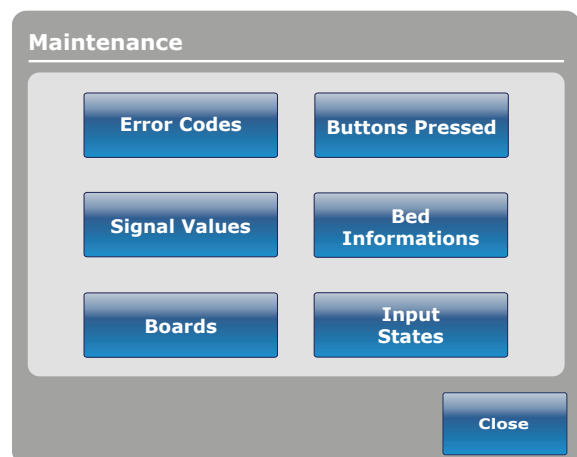 Maintenance
Error Codes
Buttons Pressed
Signal Values
Bed
Informations
Boards
Input
States
Close